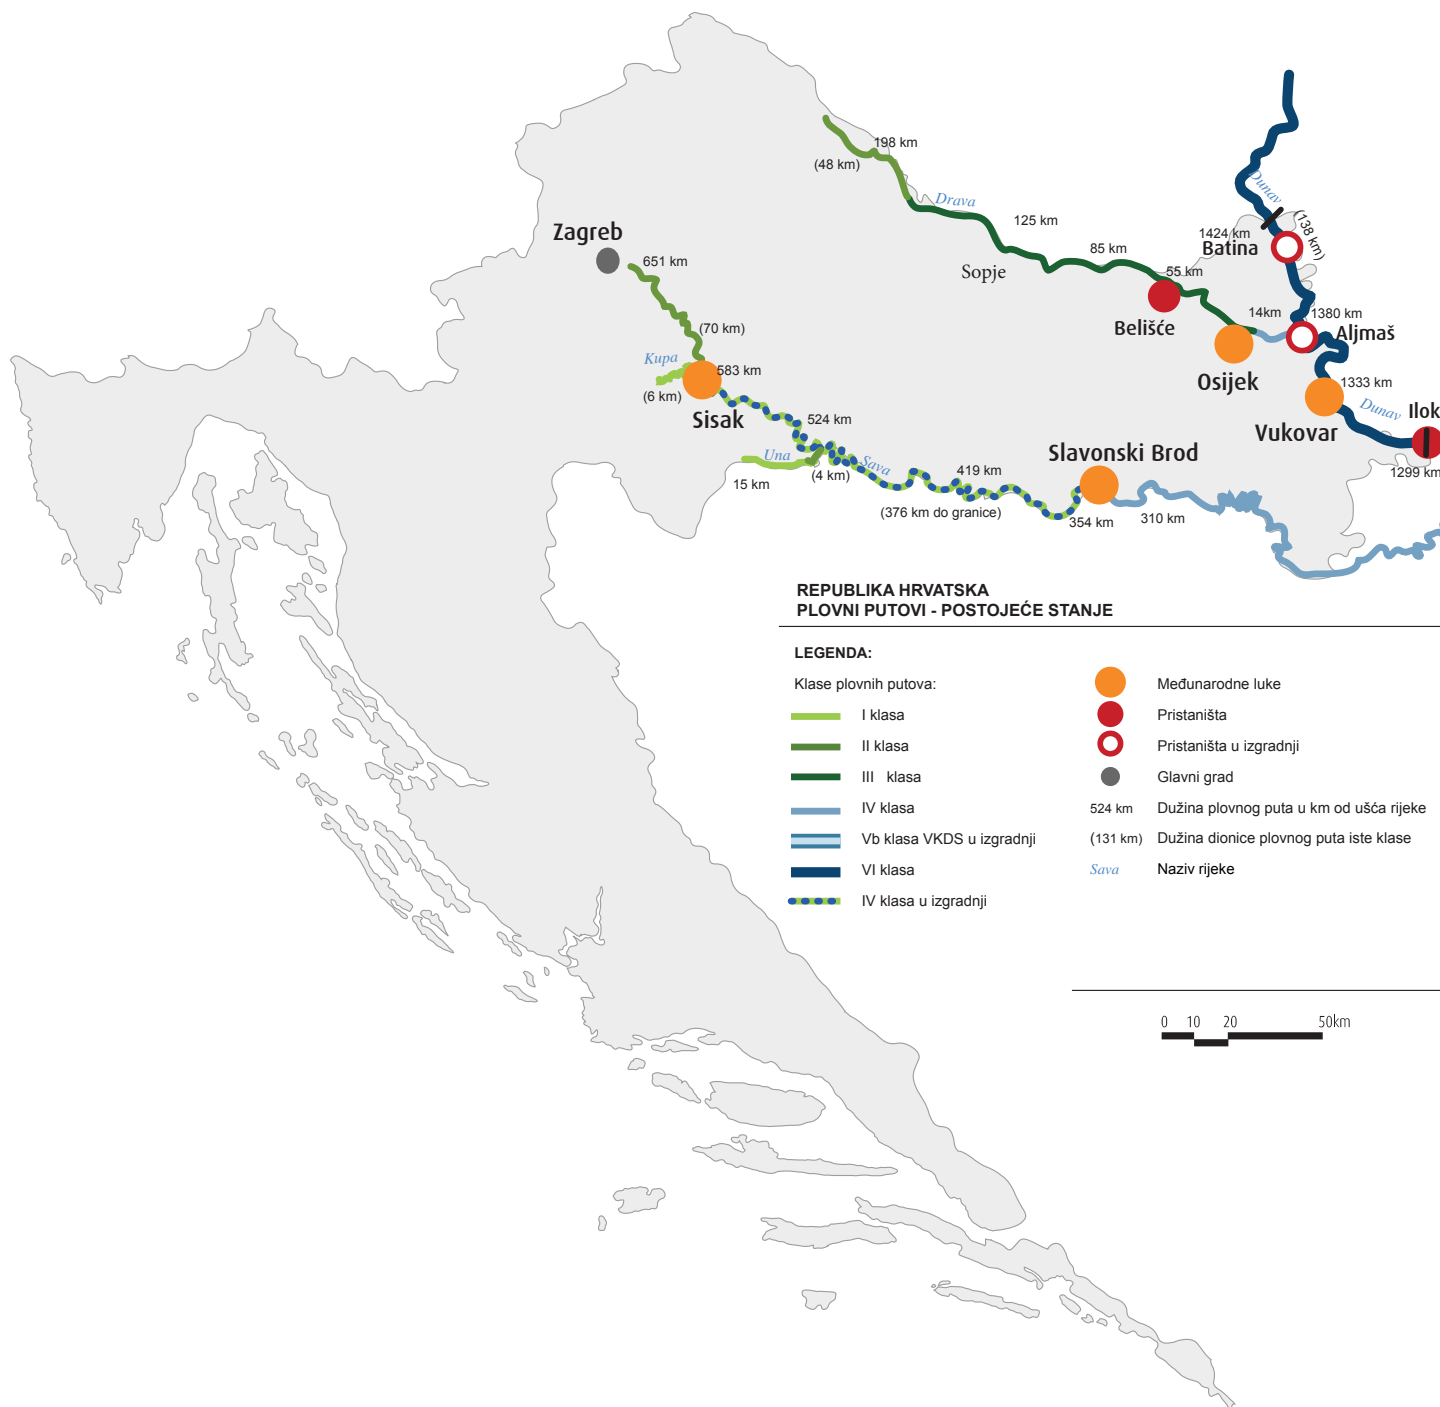 198 km
(48 km)
Drava
125 km
Dunav
(138 km)
1424 km
Batina
Zagreb
651 km
85 km
Sopje
55 km
Belišće
14km
1380 km
Aljmaš
Osijek
(70 km)
Kupa
583 km
(6 km)
Sisak
1333 km
Dunav
Ilok
Vukovar
1299 km
524 km
Una
Sava
15 km
(4 km)
419 km
Slavonski Brod
(376 km do granice)
354 km
310 km
REPUBLIKA HRVATSKA
PLOVNI PUTOVI - POSTOJEĆE STANJE
LEGENDA:
Klase plovnih putova:
I klasa
II klasa
III klasa
IV klasa
Vb klasa VKDS u izgradnji
VI klasa
IV klasa u izgradnji
Međunarodne luke
Pristaništa
Pristaništa u izgradnji
Glavni grad
524 km Dužina plovnog puta u km od ušća rijeke
(131 km) Dužina dionice plovnog puta iste klase
Sava Naziv rijeke
0 10 20 50km